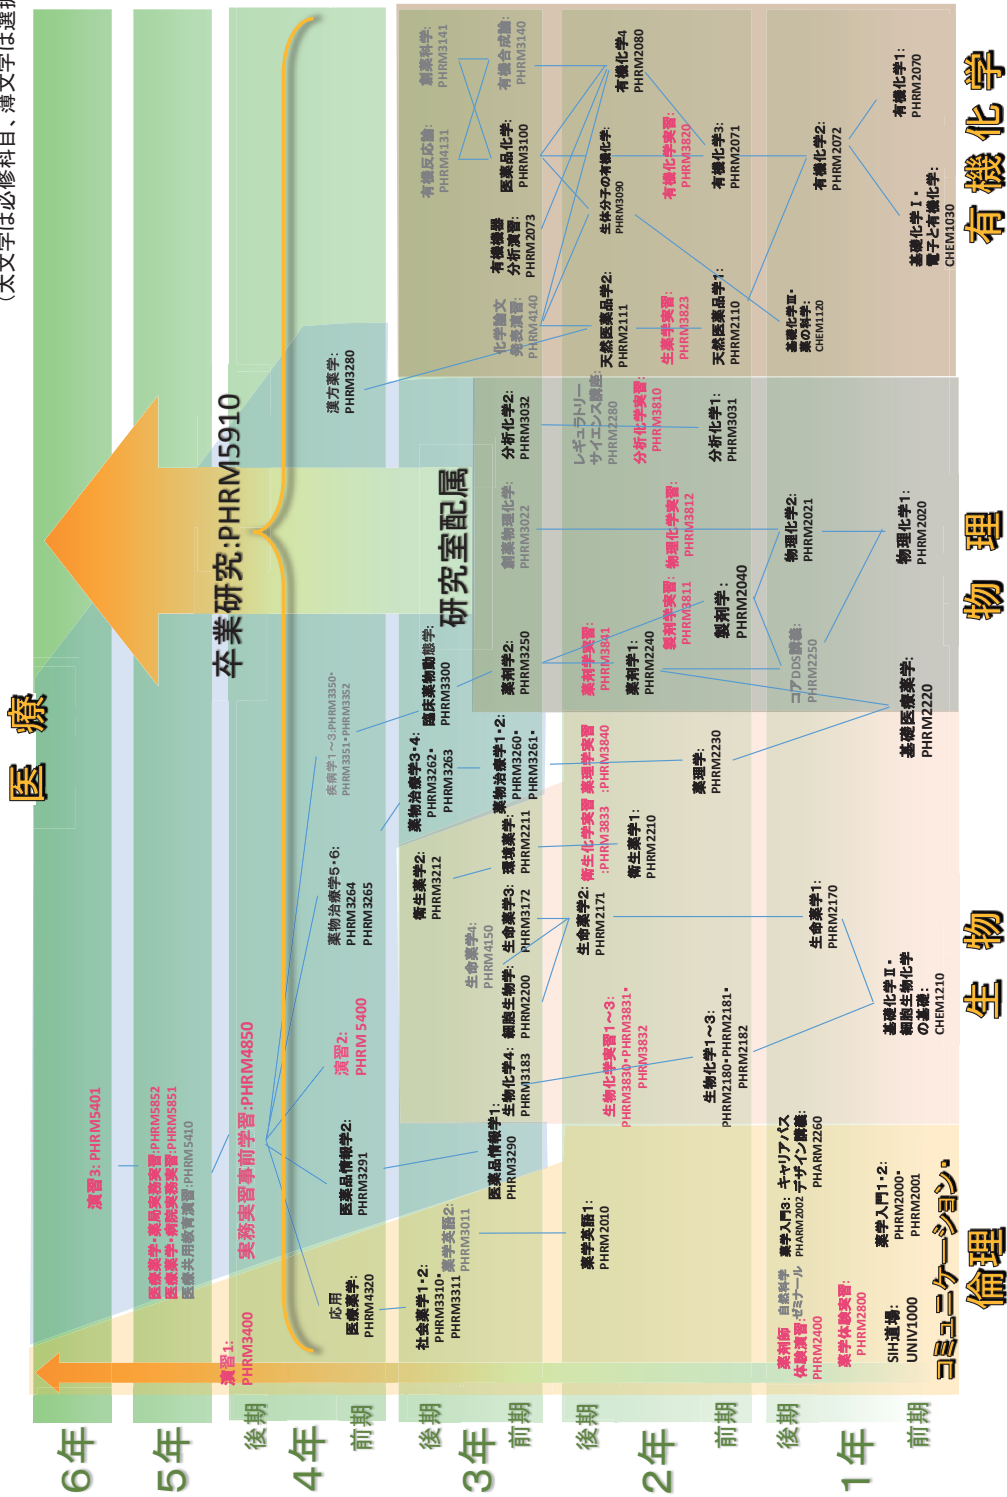 (太文字は必修科目、薄文字は選択
医 療
6年
演習3: PHRM5401
5年
医療薬学・薬局実務実習:PHRM5852
医療薬学・病院実務実習:PHRM5851
医療共用教育演習:PHRM5410
4年
後期
前期
演習1:
PHRM3400
実務実習事前学習:PHRM4850
卒業研究:PHRM5910
応用
医療薬学:
PHRM4320
医薬品情報学2:
PHRM3291
演習2:
PHRM 5400
薬物治療学5・6:
PHRM3264
PHRM3265
疾病学1～3:PHRM3350・
PHRM3351・PHRM3352
漢方薬学:
PHRM3280
3年
後期
前期
研究室配属
社会薬学1・2:
PHRM3310・
PHRM3311
薬学英語2:
PHRM3011
医薬品情報学1:
PHRM3290
生物化学4:
PHRM3183
細胞生物学:
PHRM2200
生命薬学4:
PHRM4150
生命薬学3:
PHRM3172
衛生薬学2:
PHRM3212
環境薬学:
PHRM2211
薬物治療学3・4:
PHRM3262・
PHRM3263
薬物治療学1・2:
PHRM3260・
PHRM3261・
臨床薬物動態学:
PHRM3300
薬剤学2:
PHRM3250
創薬物理化学:
PHRM3022
分析化学2:
PHRM3032
化学論文
発表演習:
PHRM4140
有機機器
分析演習:
PHRM2073
有機反応論:
PHRM4131
医薬品化学:
PHRM3100
創薬科学:
PHRM3141
有機合成論:
PHRM3140
2年
後期
前期
薬学英語1:
PHRM2010
生物化学実習1～3:
PHRM3830・PHRM3831・
PHRM3832
生物化学1～3:
PHRM2180・PHRM2181・
PHRM2182
生命薬学2:
PHRM2171
衛生化学実習
:PHRM3833
衛生薬学1:
PHRM2210
薬理学実習
:PHRM3840
薬理学:
PHRM2230
薬剤学実習:
PHRM3841
薬剤学1:
PHRM2240
製剤学実習:
PHRM3811
製剤学:
PHRM2040
物理化学実習:
PHRM3812
レギュラトリー
サイエンス講座:
PHRM2280
分析化学実習:
PHRM3810
分析化学1:
PHRM3031
天然医薬品学2:
PHRM2111
生薬学実習:
PHRM3823
天然医薬品学1:
PHRM2110
生体分子の有機化学:
PHRM3090
有機化学実習:
PHRM3820
有機化学3:
PHRM2071
有機化学4
PHRM2080
1年
後期
前期
薬剤師
体験演習:
PHRM2400
自然科学
ゼミナール
薬学入門3:
PHARM2002
キャリアパス
デザイン講義:
PHARM2260
薬学体験実習:
PHRM2800
SIH道場:
UNIV1000
薬学入門1・2:
PHRM2000・
PHRM2001
生命薬学1:
PHRM2170
基礎化学Ⅱ・
細胞生物化学
の基礎:
CHEM1210
コアDDS講義:
PHRM2250
基礎医療薬学:
PHRM2220
物理化学2:
PHRM2021
物理化学1:
PHRM2020
基礎化学Ⅲ・
薬の科学:
CHEM1120
有機化学2:
PHRM2072
基礎化学Ⅰ・
電子と有機化学:
CHEM1030
有機化学1:
PHRM2070
コミュニケーション・
倫理
生 物
物 理
有 機 化 学